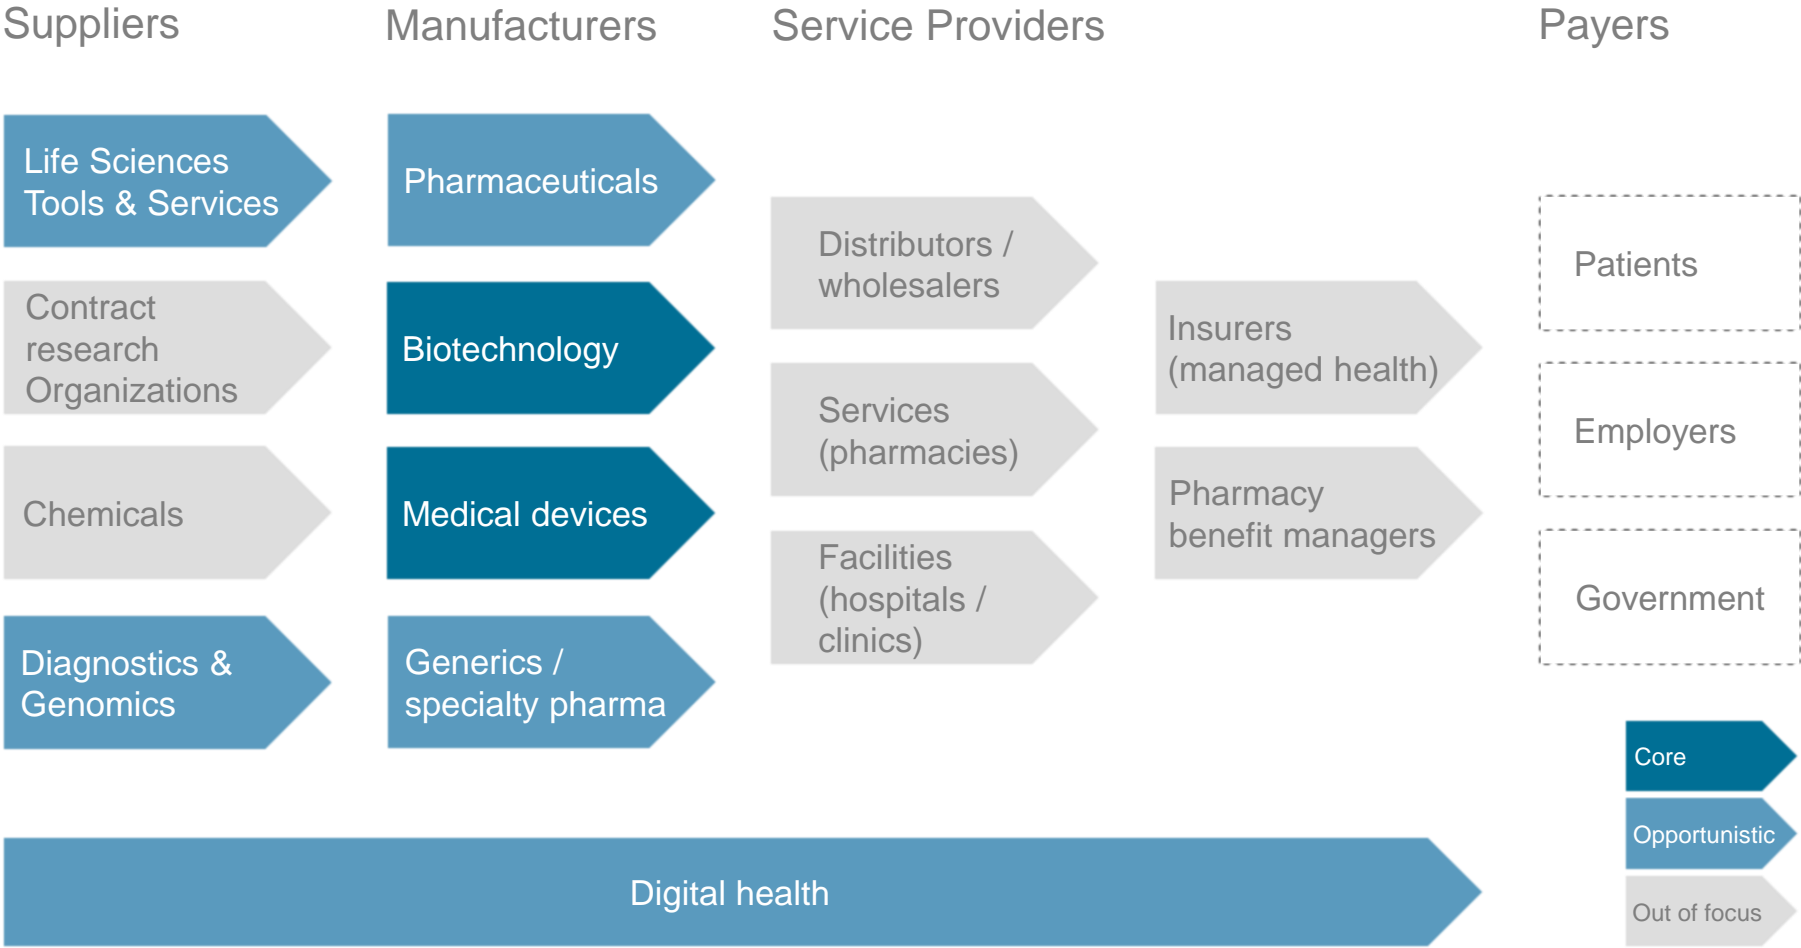 Suppliers
Manufacturers
Service Providers
Payers
Life Sciences
Tools & Services
Contract
research
Organizations
Chemicals
Diagnostics &
Genomics
Pharmaceuticals
Biotechnology
Medical devices
Generics /
specialty pharma
Distributors /
wholesalers
Services
(pharmacies)
Facilities
(hospitals /
clinics)
Insurers
(managed health)
Pharmacy
benefit managers
Patients
Employers
Government
Digital health
Core
Opportunistic
Out of focus